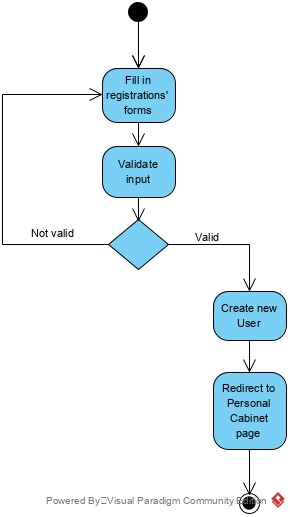 Fill in
registrations'
forms
Validate
input
Not valid
Valid
Create new
User
Redirect to
Personal
Cabinet
page
Powered By Visual Paradigm Community Edition